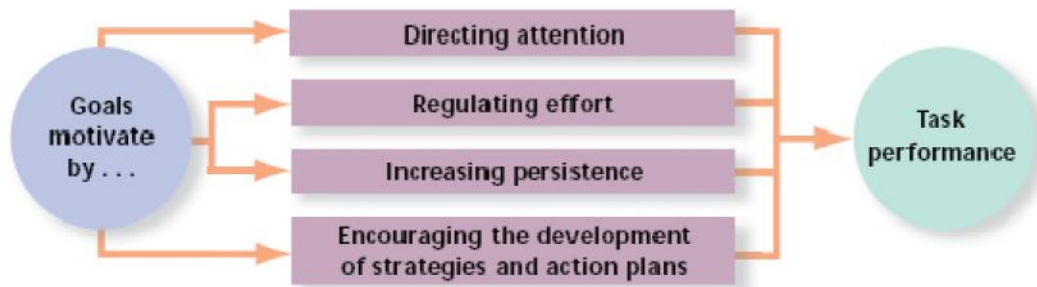 Goals
motivate
by . . .
Directing attention
Regulating effort
Increasing persistence
Encouraging the development
of strategies and action plans
Task
performance